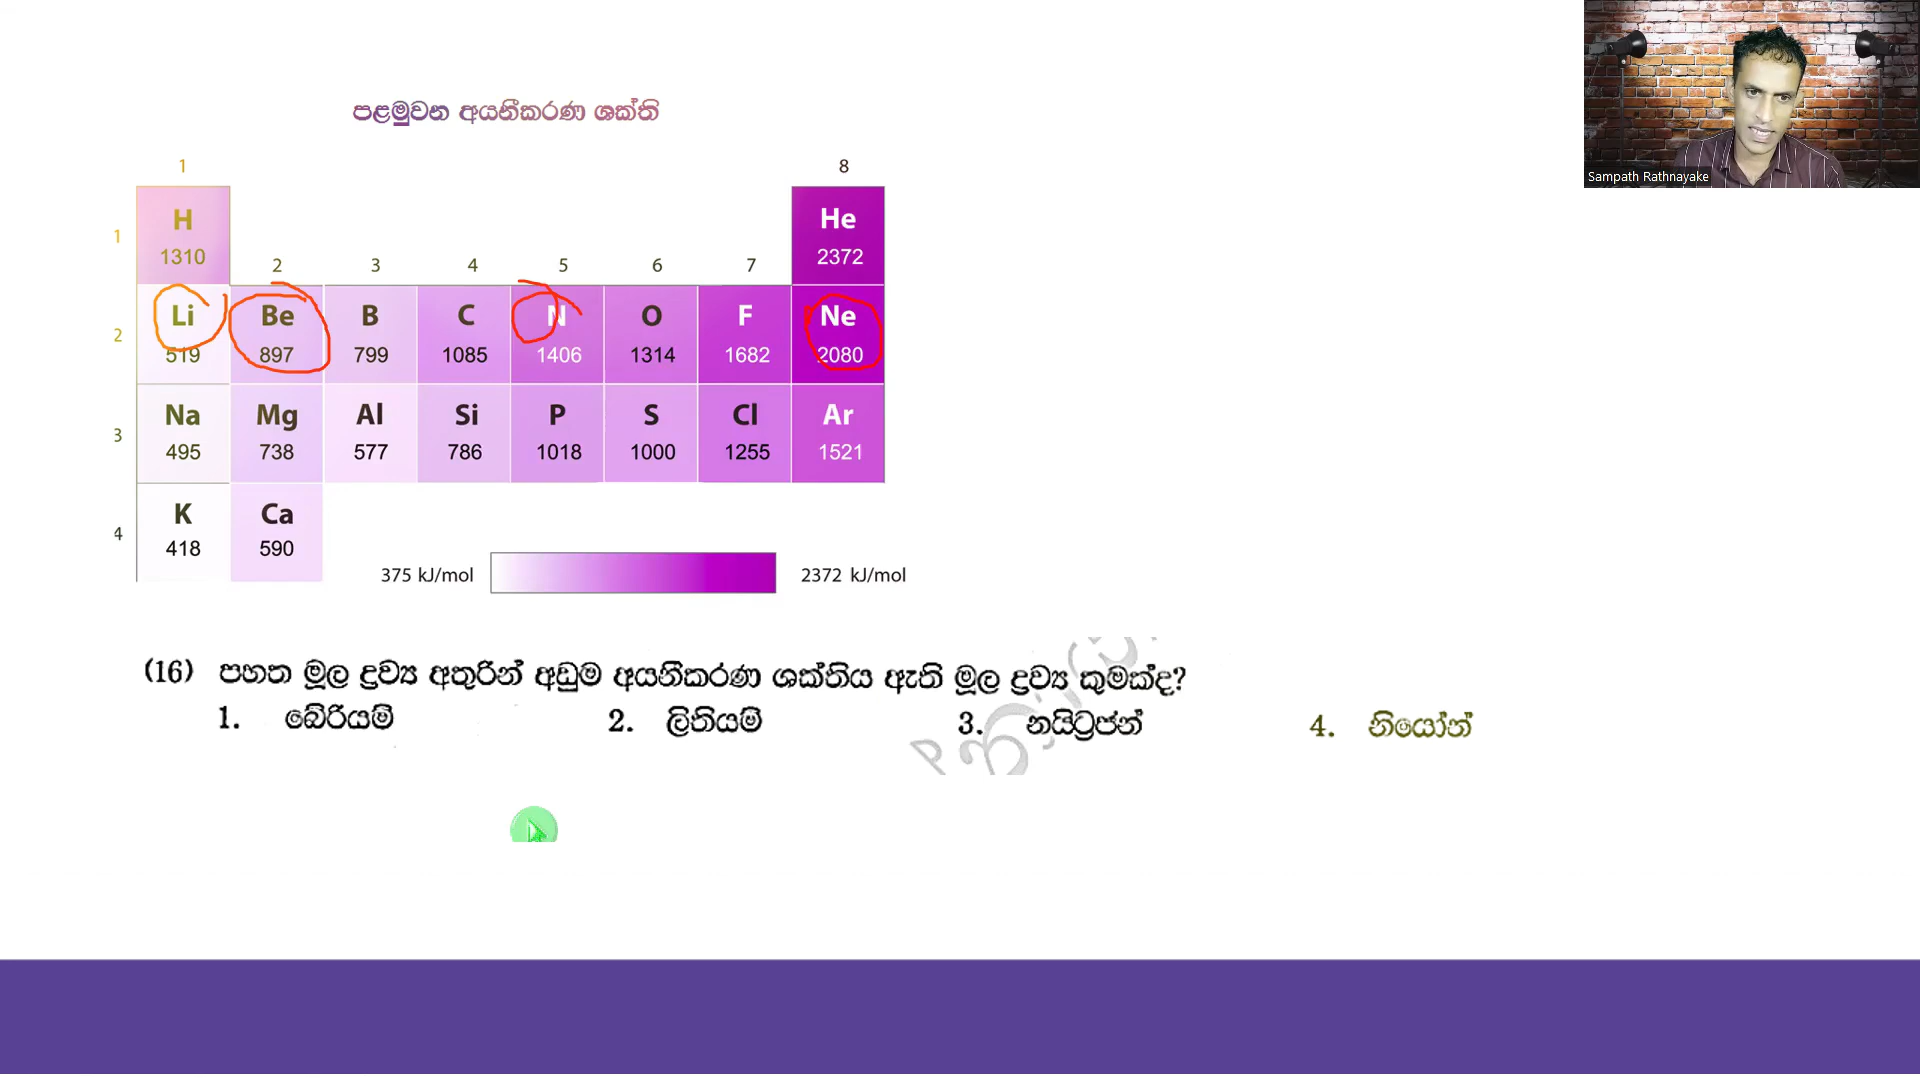 පළමුවන අයනීකරණ ශක්ති
Sampath Rathnayake
1 8
H He
1 1310 2 3 4 5 6 7 2372
Li Be B C N O F Ne
2 519 897 799 1085 1406 1314 1682 2080
Na Mg Al Si P S Cl Ar
3 495 738 577 786 1018 1000 1255 1521
K Ca
4 418 590
375 kJ/mol 2372 kJ/mol
(16) පහත මූල ද්‍රව්‍ය අතුරින් අඩුම අයනීකරණ ශක්තිය ඇති මූල ද්‍රව්‍ය කුමක්ද?
1. බේරියම් 2. ලිතියම් 3. නයිට්‍රජන් 4. නියෝන්